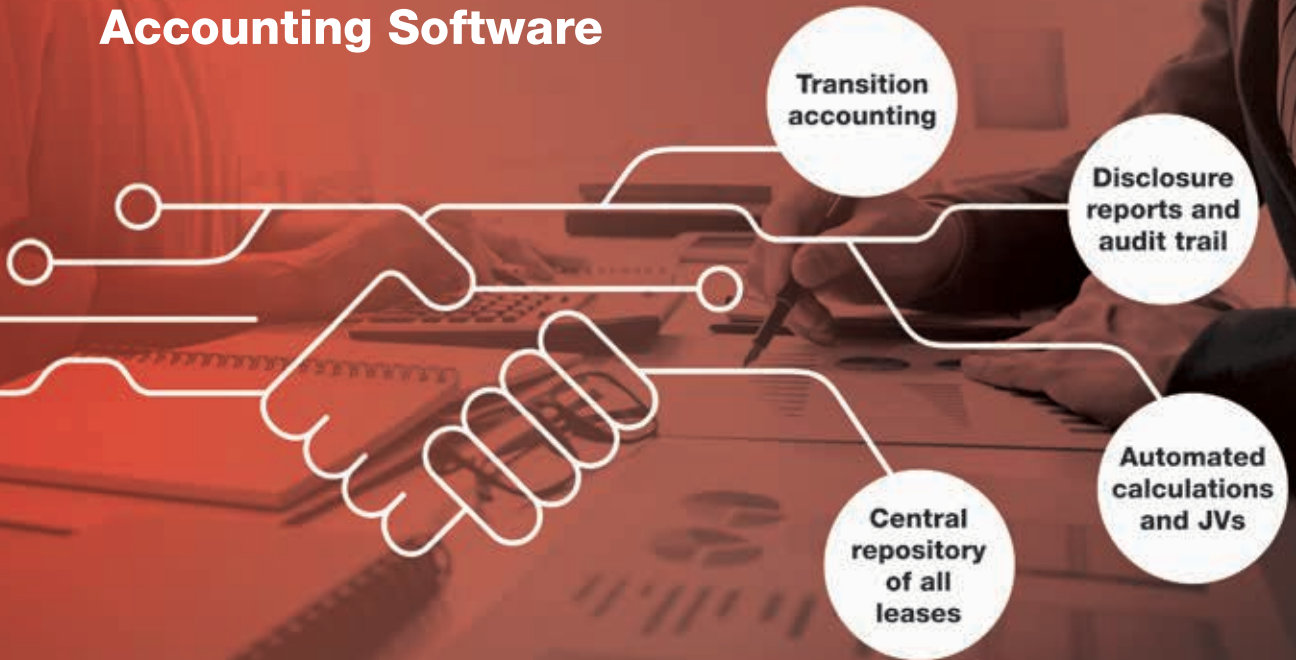 Accounting Software
Transition
accounting
Disclosure
reports and
audit trail
Automated
calculations
and JVs
Central
repository
of all
leases